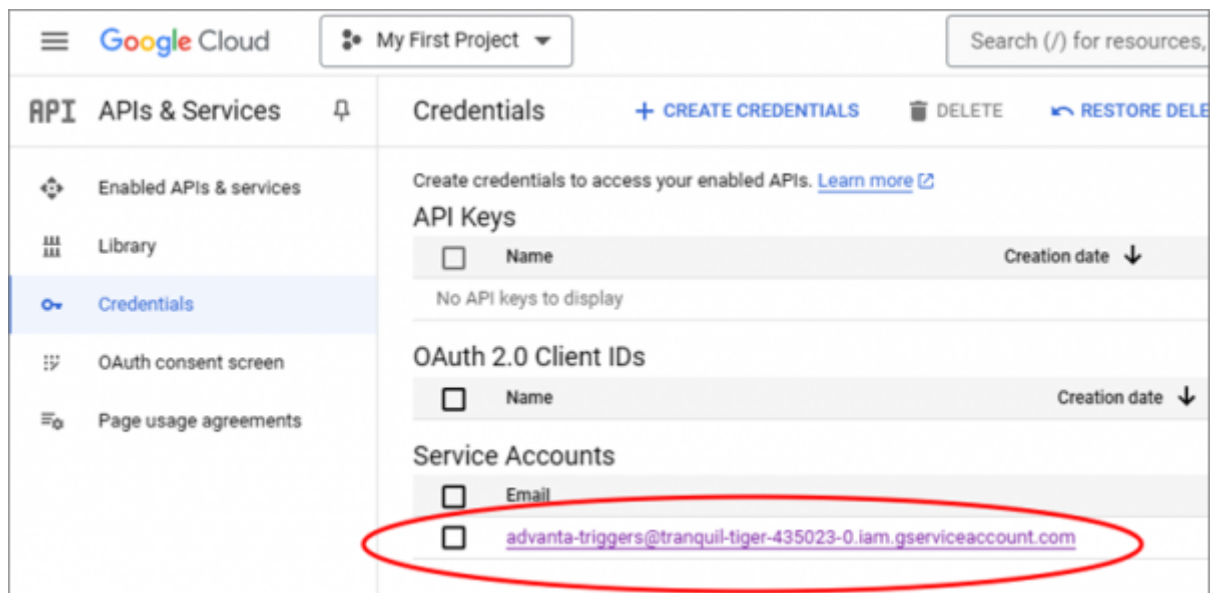 Google Cloud
My First Project
Search (/) for resources,
API APIs & Services
Enabled APIs & services
Library
Credentials
OAuth consent screen
Page usage agreements
Credentials
+ CREATE CREDENTIALS
DELETE
RESTORE DELE
Create credentials to access your enabled APIs. Learn more
API Keys
Name Creation date
No API keys to display
OAuth 2.0 Client IDs
Name Creation date
Service Accounts
Email
advanta-triggers@tranquil-tiger-435023-0.iam.gserviceaccount.com